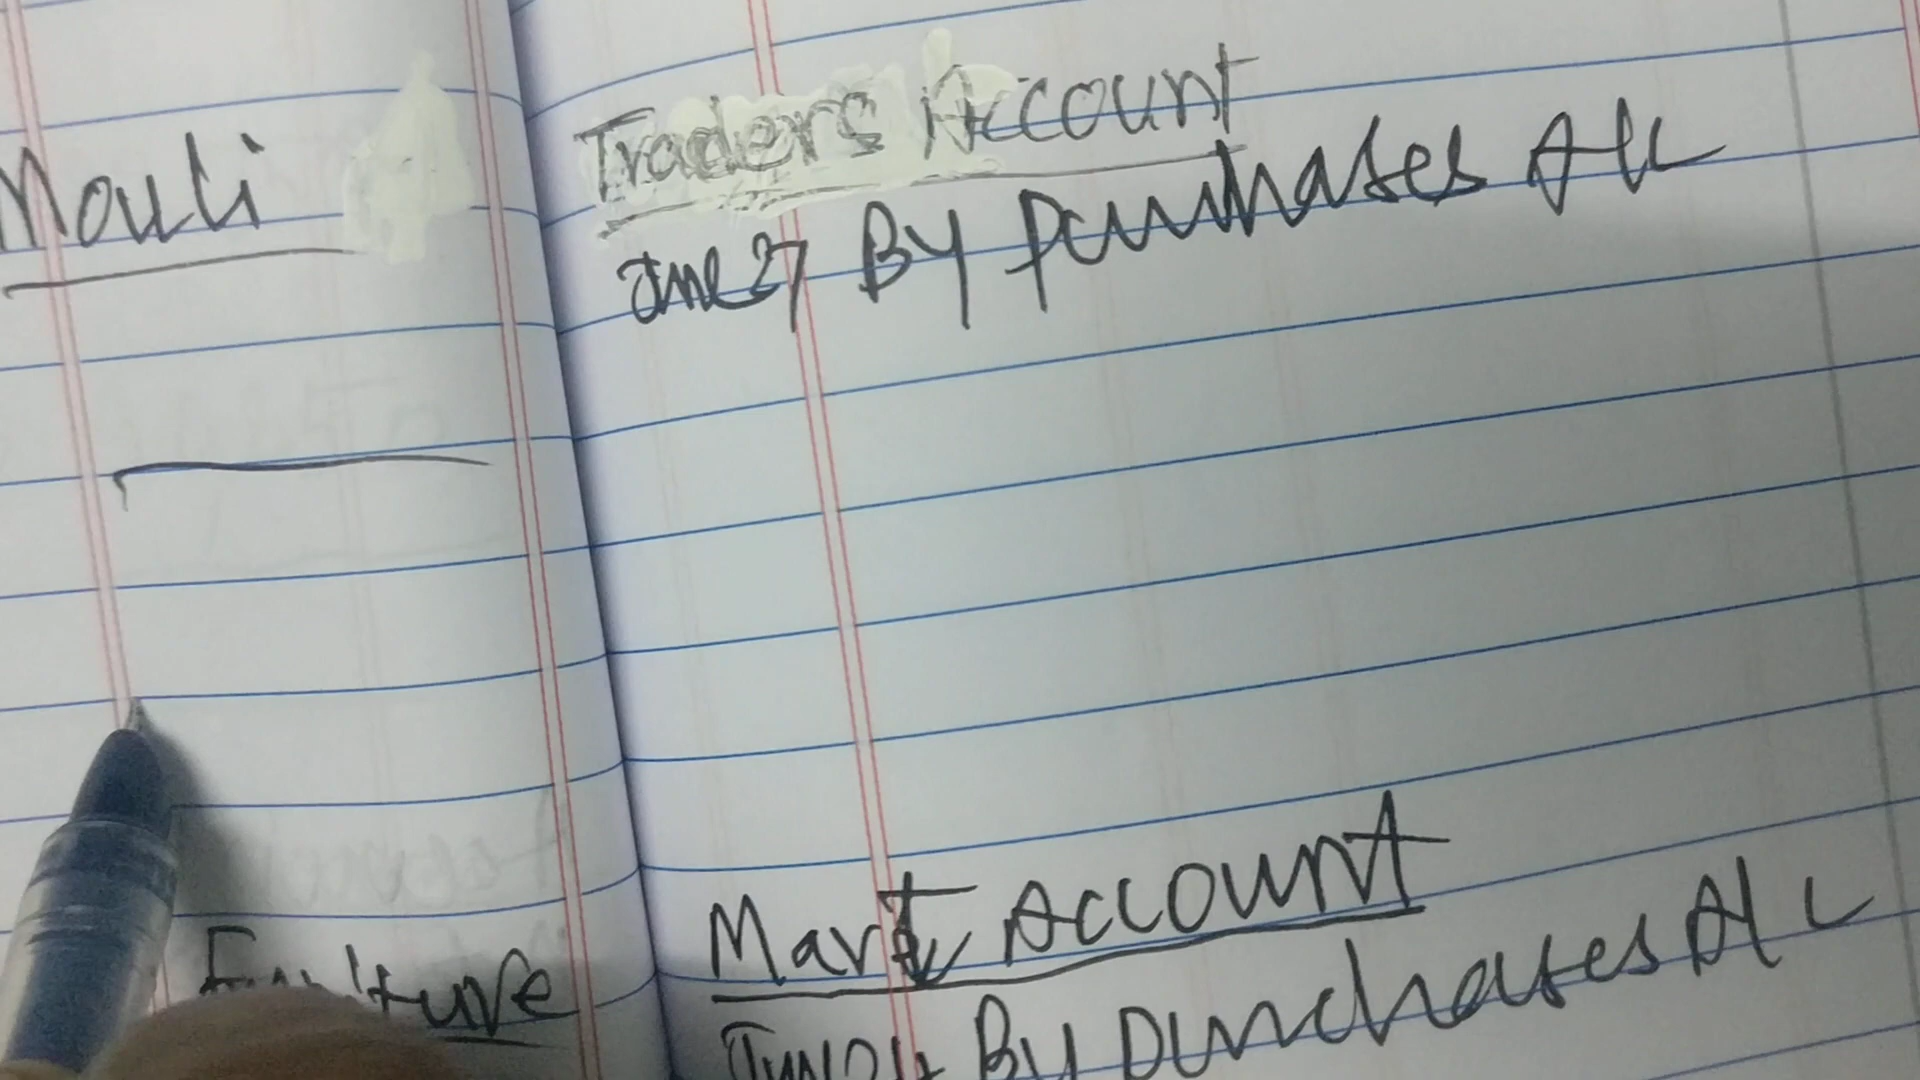 Mouli Traders Account
June 27 By Purchases A/c
Furniture Mart Account
By Purchases A/c